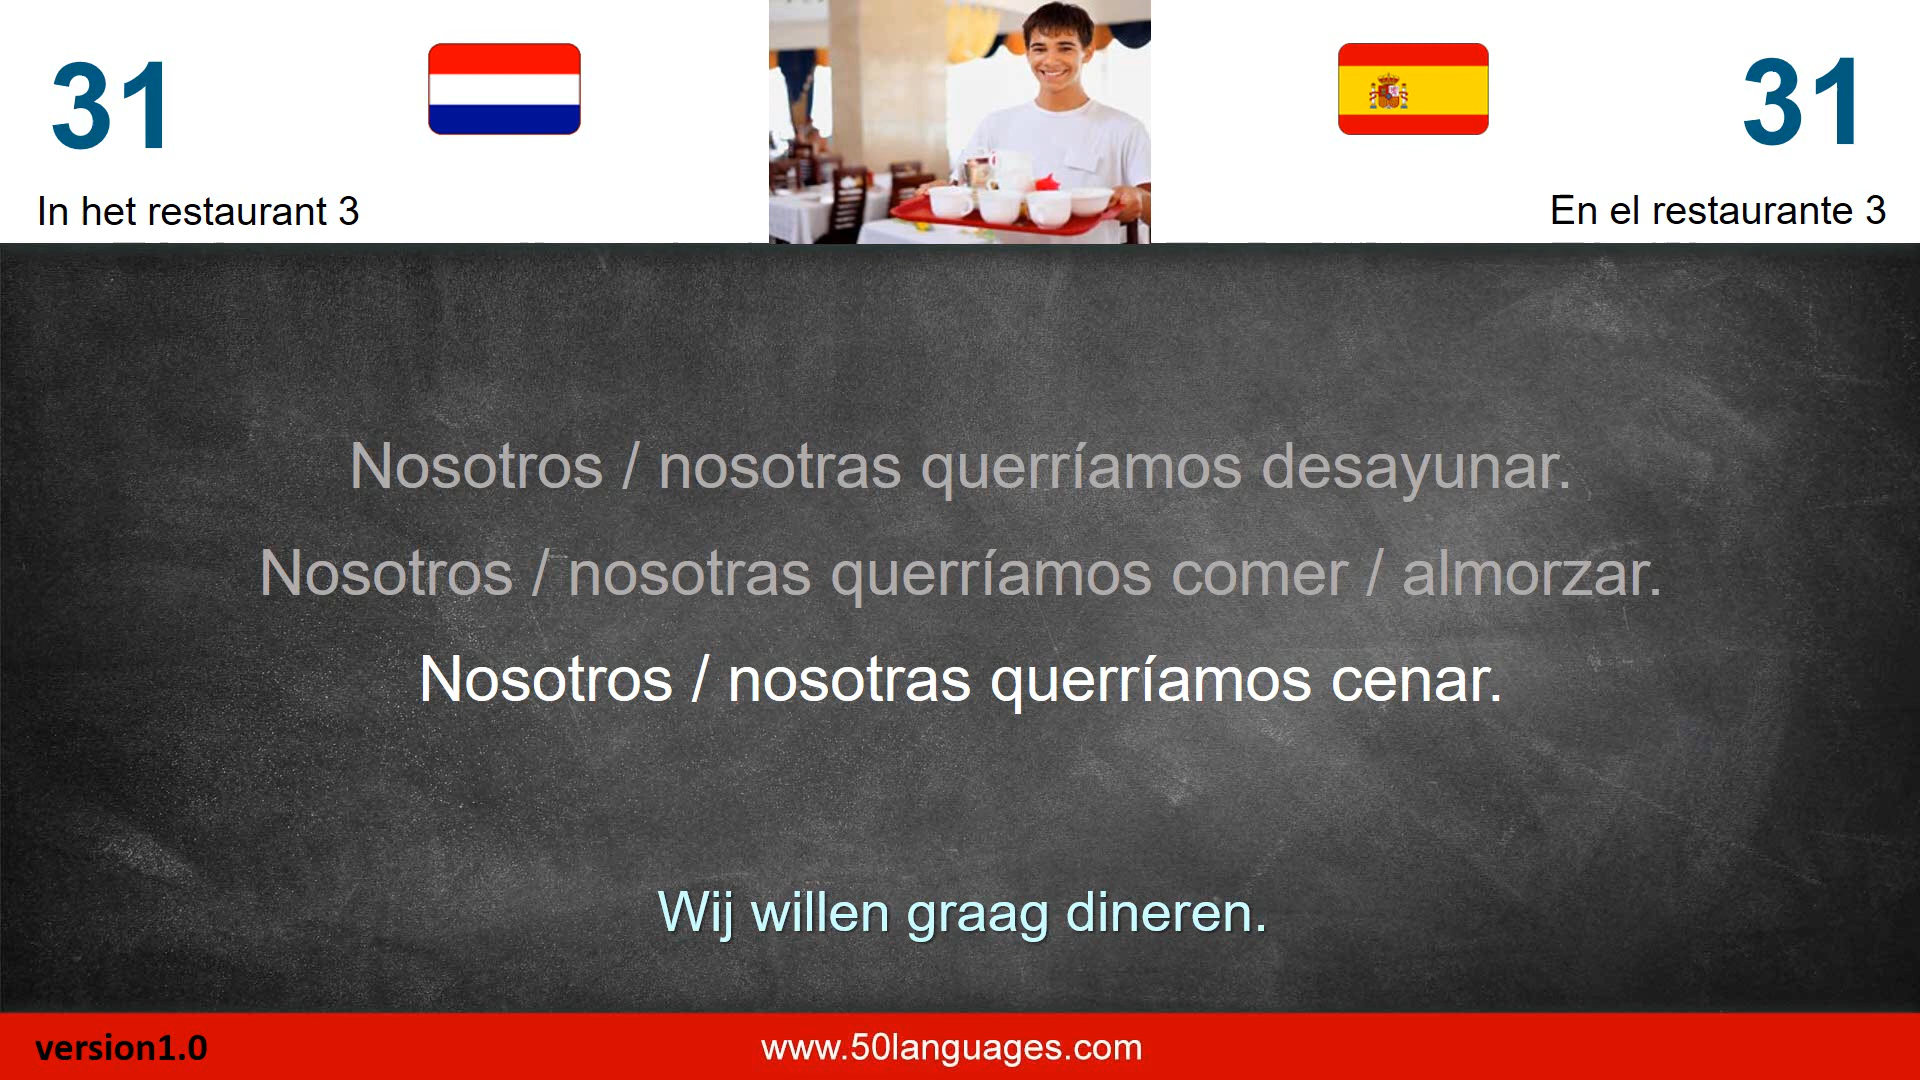 31
31
In het restaurant 3
En el restaurante 3
Nosotros / nosotras querríamos desayunar.
Nosotros / nosotras querríamos comer / almorzar.
Nosotros / nosotras querríamos cenar.
Wij willen graag dineren.
version1.0
www.50languages.com